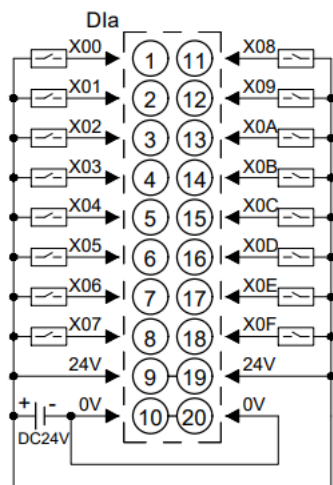 DIa
X00 1 11 X08
X01 2 12 X09
X02 3 13 X0A
X03 4 14 X0B
X04 5 15 X0C
X05 6 16 X0D
X06 7 17 X0E
X07 8 18 X0F
24V 9 19 24V
+ - 0V 10 20 0V
DC24V